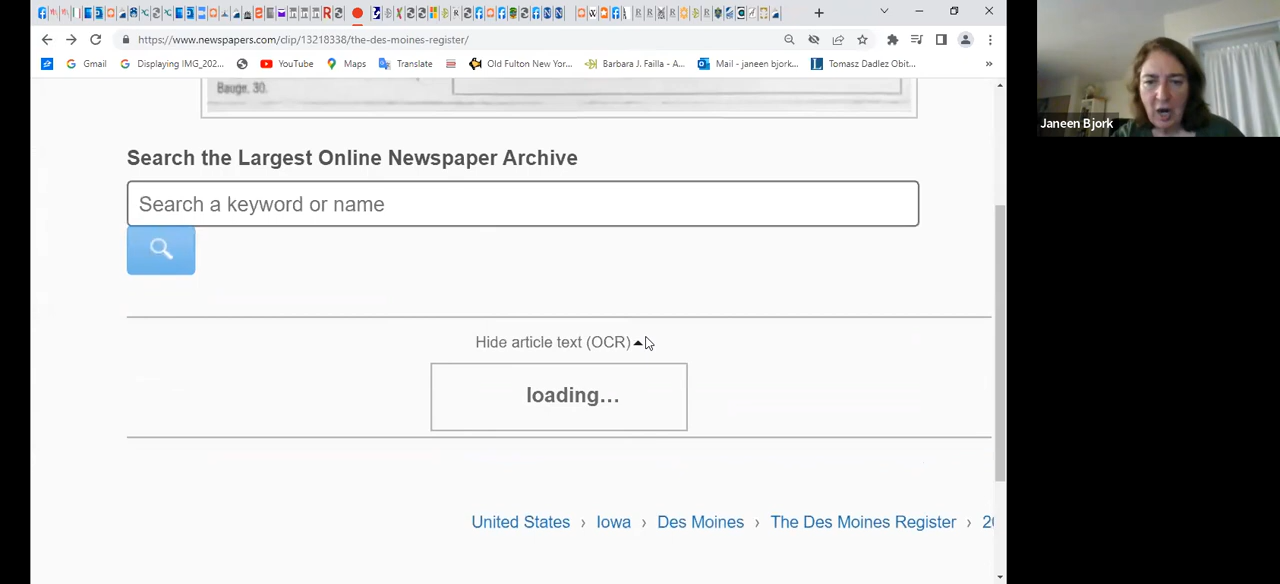 https://www.newspapers.com/clip/13218338/the-des-moines-register/
Gmail
Displaying IMG_202...
YouTube
Maps
Translate
Old Fulton New Yor...
Barbara J. Failla - A...
Mail - janeen bjork...
Tomasz Dadlez Obit...
»
Bauge, 30.
Janeen Bjork
Search the Largest Online Newspaper Archive
Search a keyword or name
Hide article text (OCR)
loading...
United States › Iowa › Des Moines › The Des Moines Register › 20